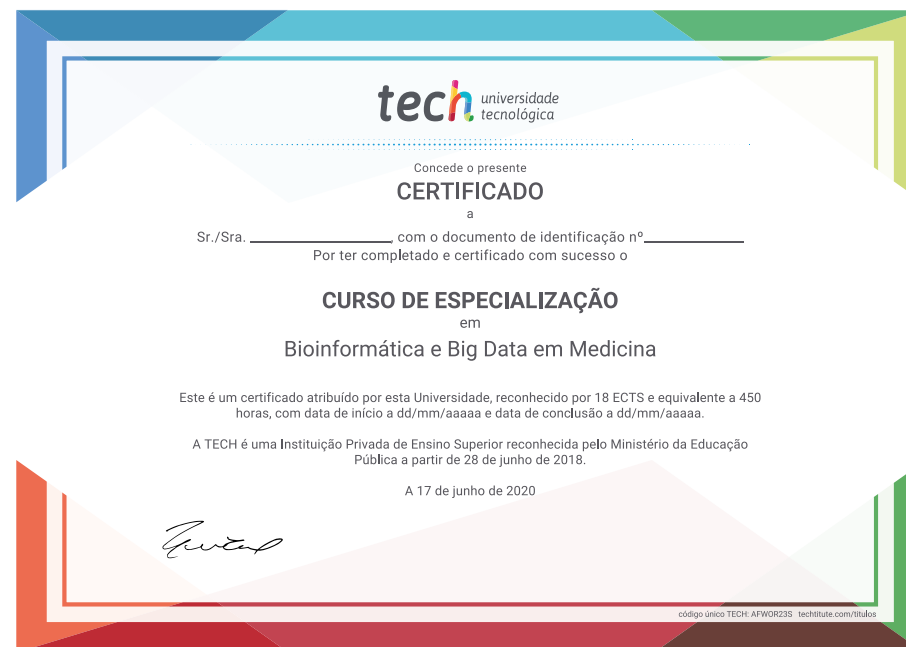 tech universidade
tecnológica
Concede o presente
CERTIFICADO
a
Sr./Sra. ____________________, com o documento de identificação nº______________
Por ter completado e certificado com sucesso o
CURSO DE ESPECIALIZAÇÃO
em
Bioinformática e Big Data em Medicina
Este é um certificado atribuído por esta Universidade, reconhecido por 18 ECTS e equivalente a 450
horas, com data de início a dd/mm/aaaaa e data de conclusão a dd/mm/aaaaa.
A TECH é uma Instituição Privada de Ensino Superior reconhecida pelo Ministério da Educação
Pública a partir de 28 de junho de 2018.
A 17 de junho de 2020
código único TECH: AFWOR23S techtitute.com/titulos